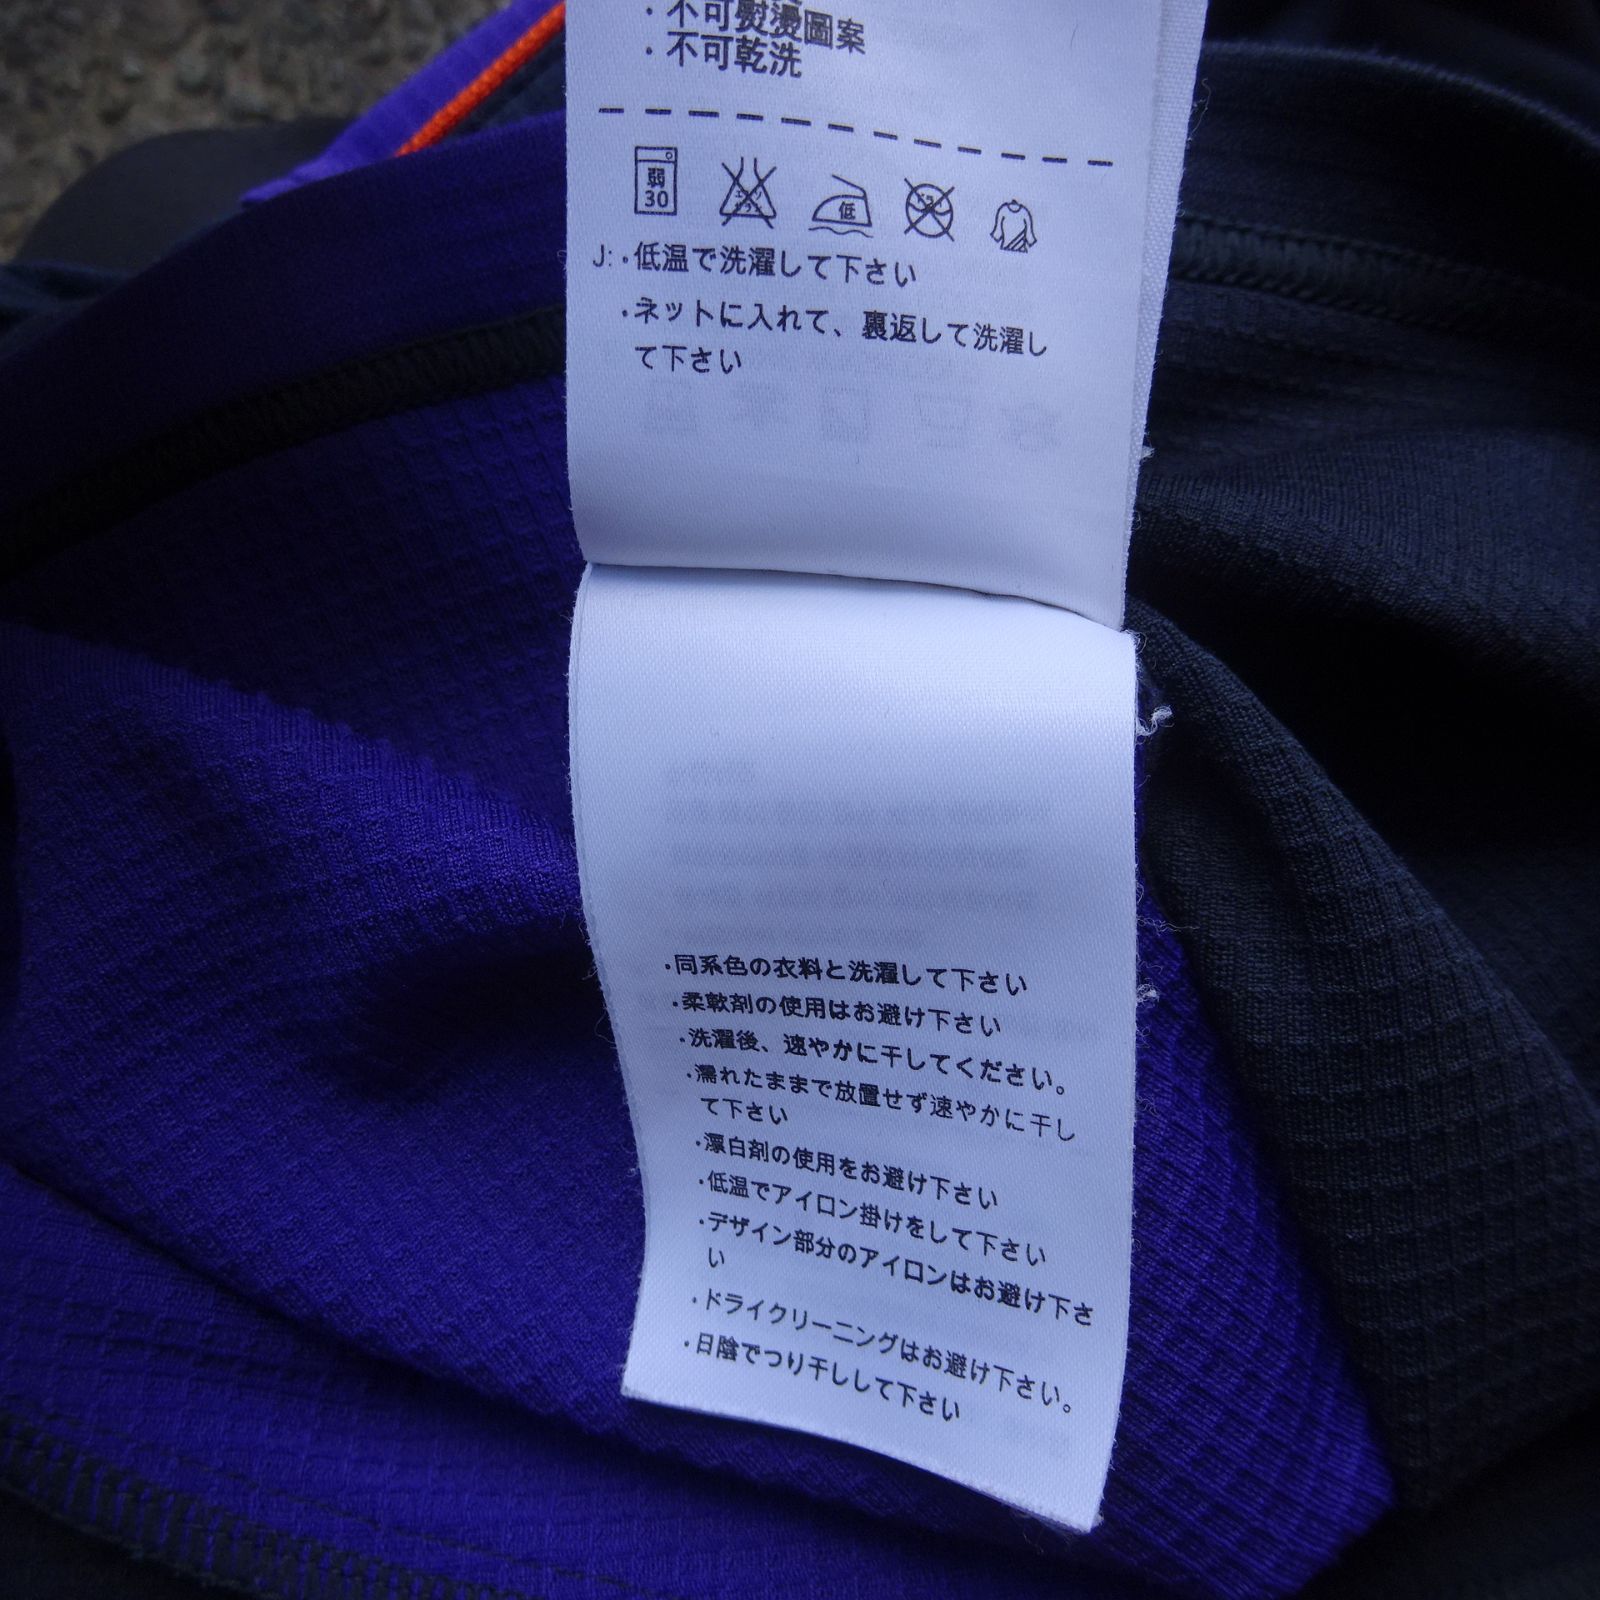 · 不可熨燙圖案
· 不可乾洗
弱
30
エンソ
サラシ
低
J: ·低温で洗濯して下さい
·ネットに入れて、裏返して洗濯し
て下さい
·同系色の衣料と洗濯して下さい
·柔軟剤の使用はお避け下さい
·洗濯後、速やかに干してください。
·濡れたままで放置せず速やかに干し
て下さい
·漂白剤の使用をお避け下さい
·低温でアイロン掛けをして下さい
·デザイン部分のアイロンはお避け下さ
い
·ドライクリーニングはお避け下さい。
·日陰でつり干しして下さい